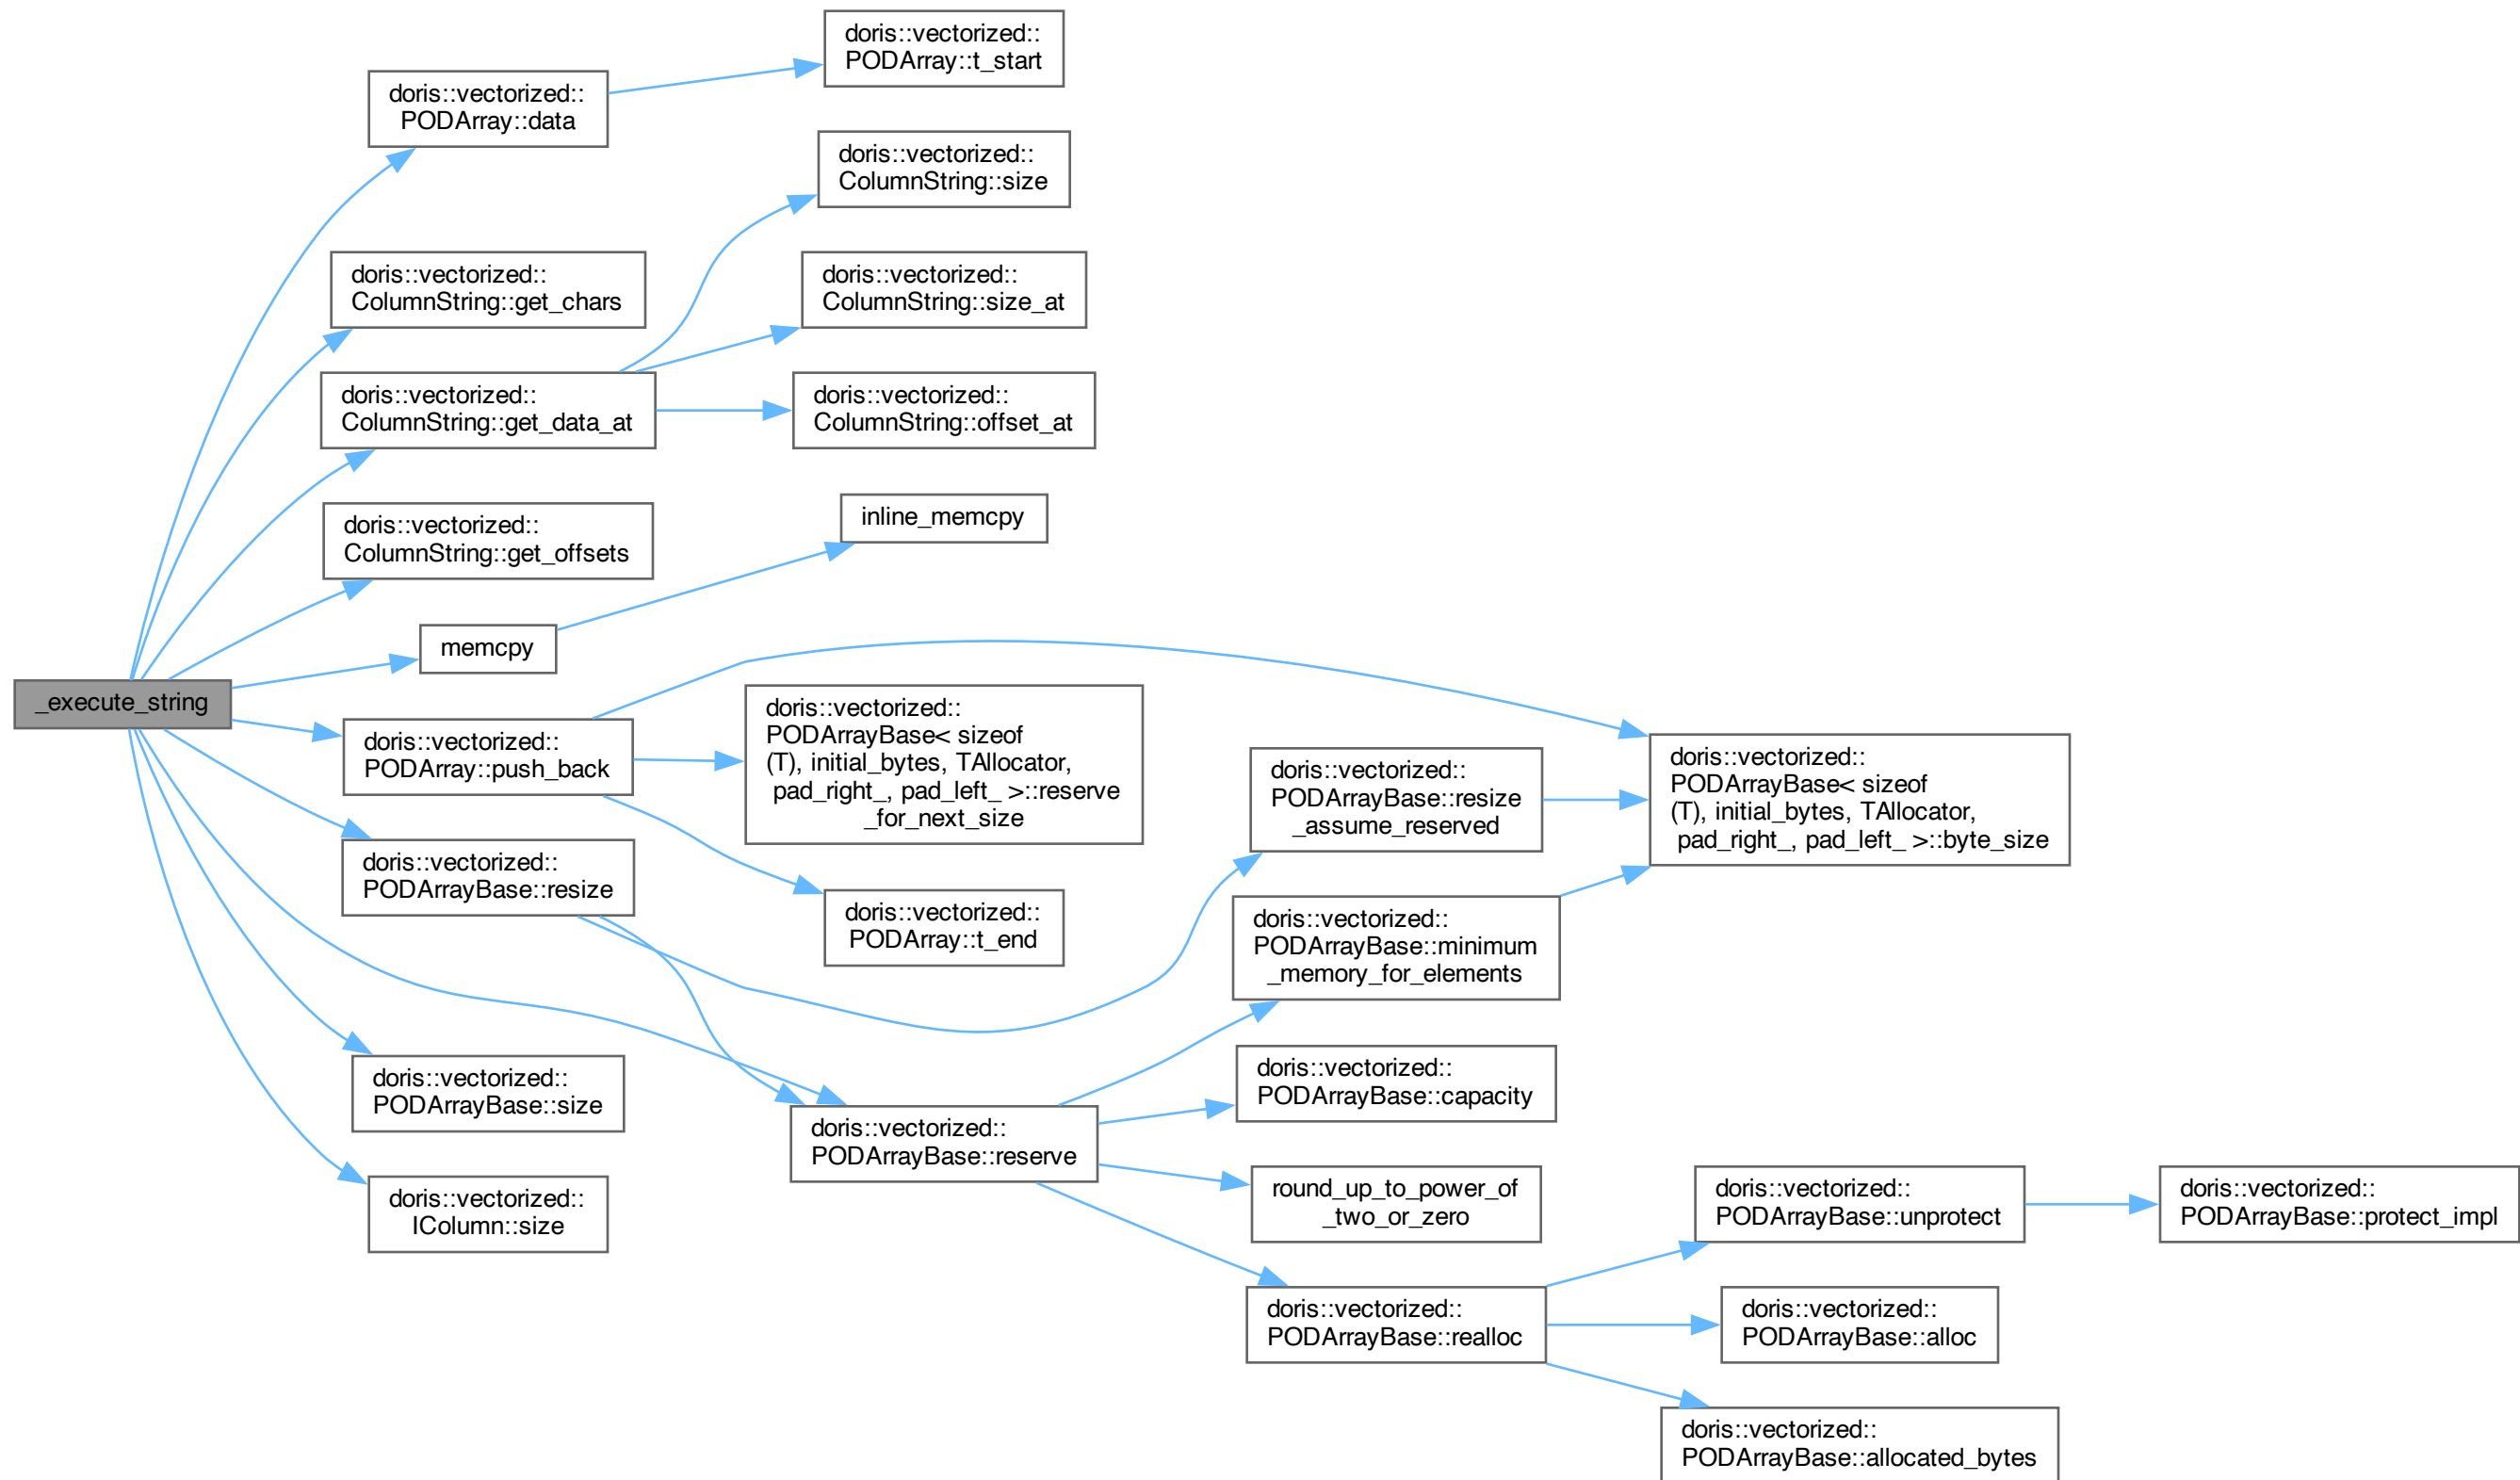 doris::vectorized::
PODArray::t_start
doris::vectorized::
PODArray::data
doris::vectorized::
ColumnString::size
doris::vectorized::
ColumnString::get_chars
doris::vectorized::
ColumnString::size_at
doris::vectorized::
ColumnString::get_data_at
doris::vectorized::
ColumnString::offset_at
doris::vectorized::
ColumnString::get_offsets
inline_memcpy
memcpy
_execute_string
doris::vectorized::
PODArray::push_back
doris::vectorized::
PODArrayBase< sizeof
(T), initial_bytes, TAllocator,
pad_right_, pad_left_ >::reserve
_for_next_size
doris::vectorized::
PODArrayBase::resize
_assume_reserved
doris::vectorized::
PODArrayBase< sizeof
(T), initial_bytes, TAllocator,
pad_right_, pad_left_ >::byte_size
doris::vectorized::
PODArrayBase::resize
doris::vectorized::
PODArray::t_end
doris::vectorized::
PODArrayBase::minimum
_memory_for_elements
doris::vectorized::
PODArrayBase::size
doris::vectorized::
PODArrayBase::capacity
doris::vectorized::
PODArrayBase::reserve
doris::vectorized::
IColumn::size
round_up_to_power_of
_two_or_zero
doris::vectorized::
PODArrayBase::unprotect
doris::vectorized::
PODArrayBase::protect_impl
doris::vectorized::
PODArrayBase::realloc
doris::vectorized::
PODArrayBase::alloc
doris::vectorized::
PODArrayBase::allocated_bytes